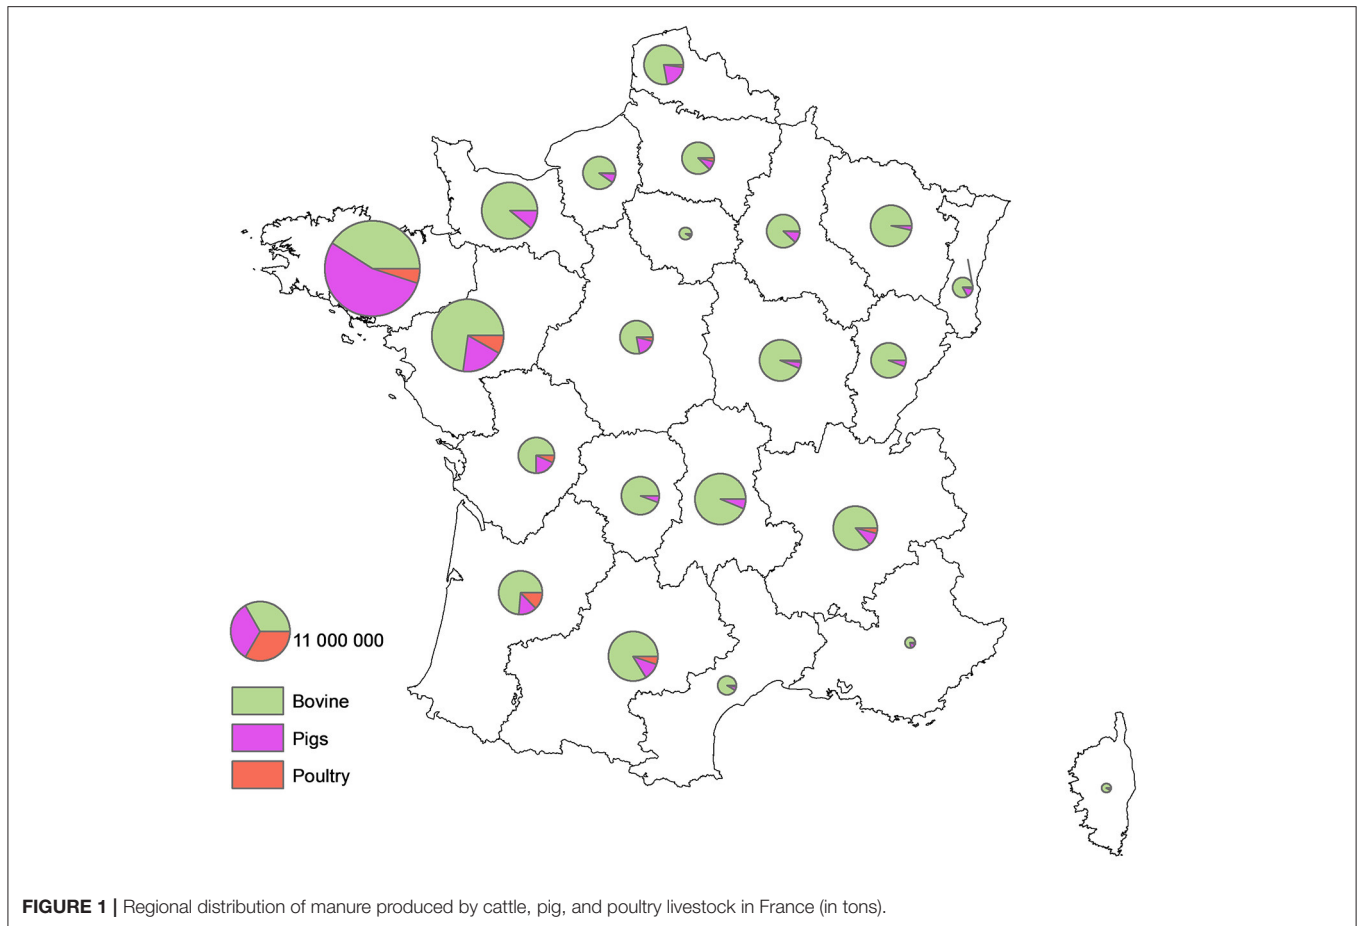 11 000 000
Bovine
Pigs
Poultry
FIGURE 1 | Regional distribution of manure produced by cattle, pig, and poultry livestock in France (in tons).